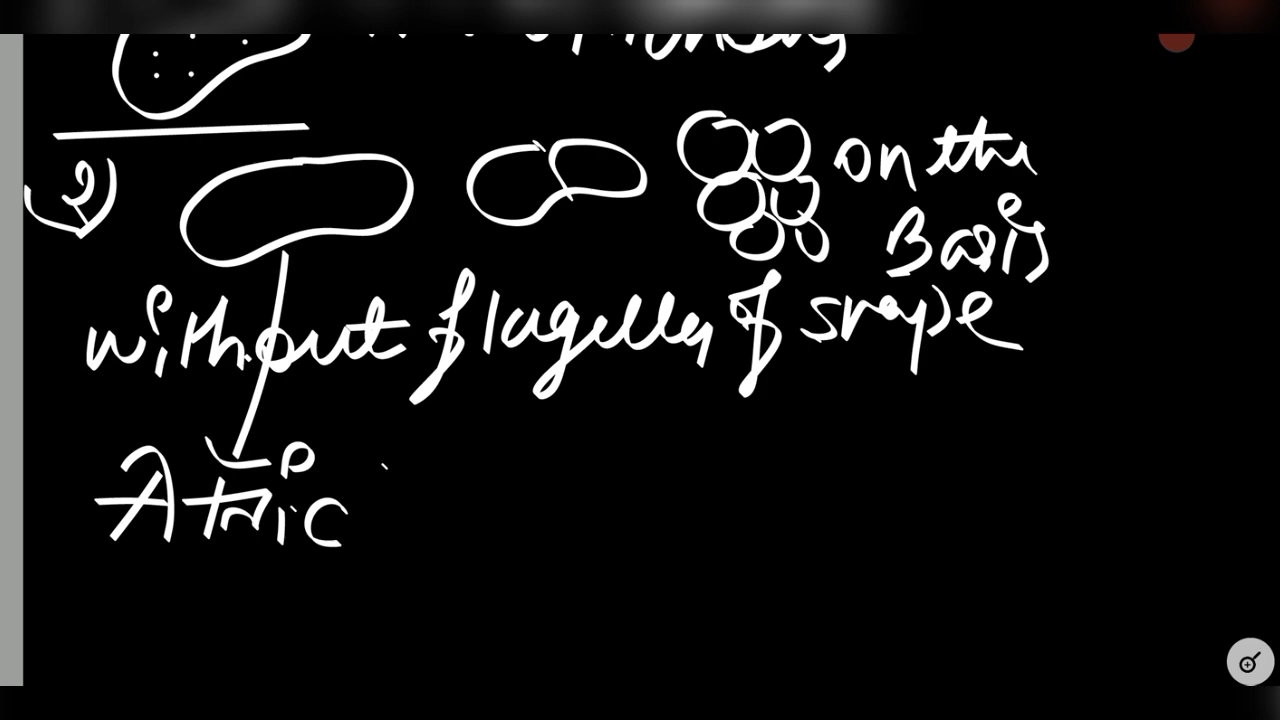 (2)
on the
Basis
without flagella of shape
Atric